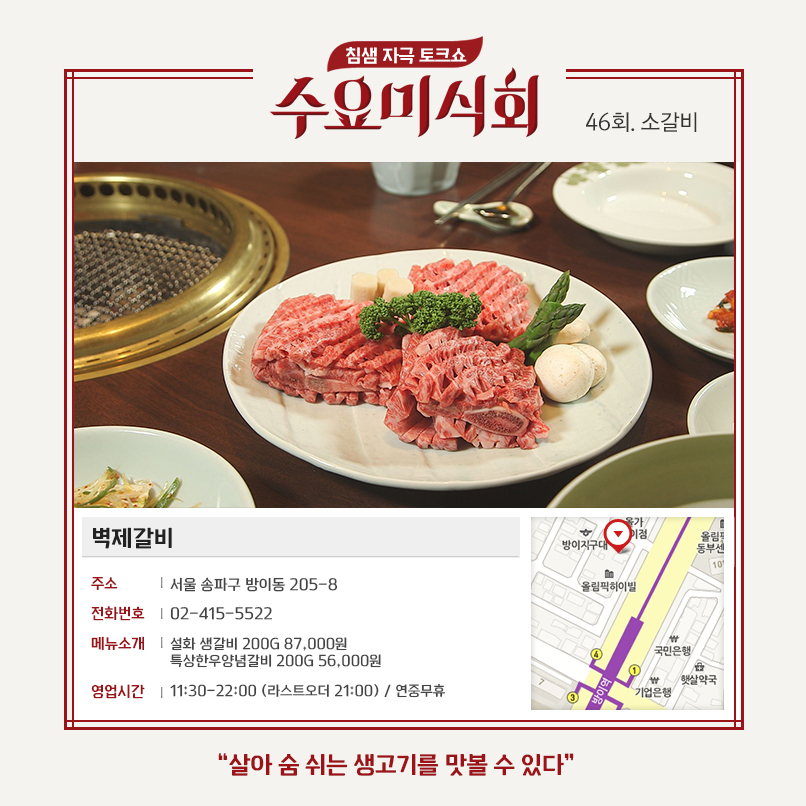 침샘 자극 토크쇼
수요미식회
46회. 소갈비
벽제갈비
주소 | 서울 송파구 방이동 205-8
전화번호 | 02-415-5522
메뉴소개 | 설화 생갈비 200G 87,000원
특상한우양념갈비 200G 56,000원
영업시간 | 11:30-22:00 (라스트오더 21:00) / 연중무휴
방이지구대
올림픽하이빌
국민은행
햇살약국
기업은행
방이역
4
1
3
7
“살아 숨 쉬는 생고기를 맛볼 수 있다”